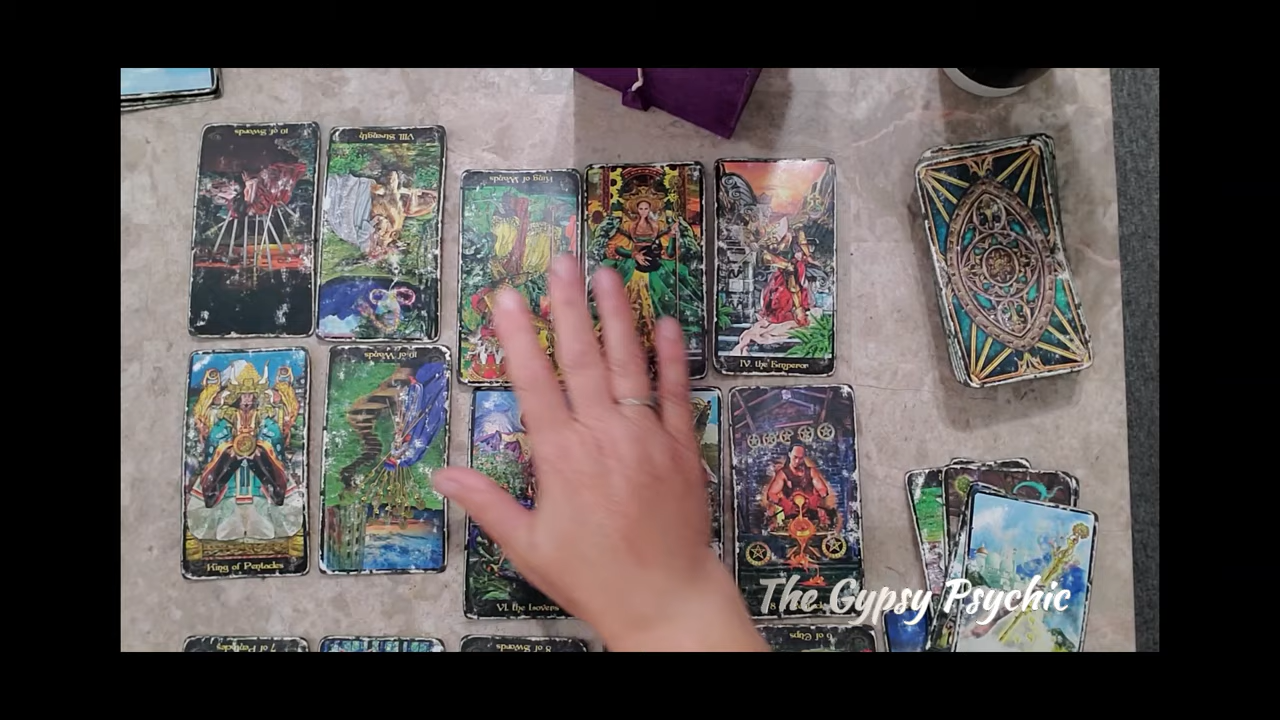 10 of Swords
VIII. Strength
King of Wands
IV. the Emperor
King of Pentacles
10 of Wands
VI. the Lovers
8
The Gypsy Psychic
7 of Pentacles
8 of Swords
6 of Cups